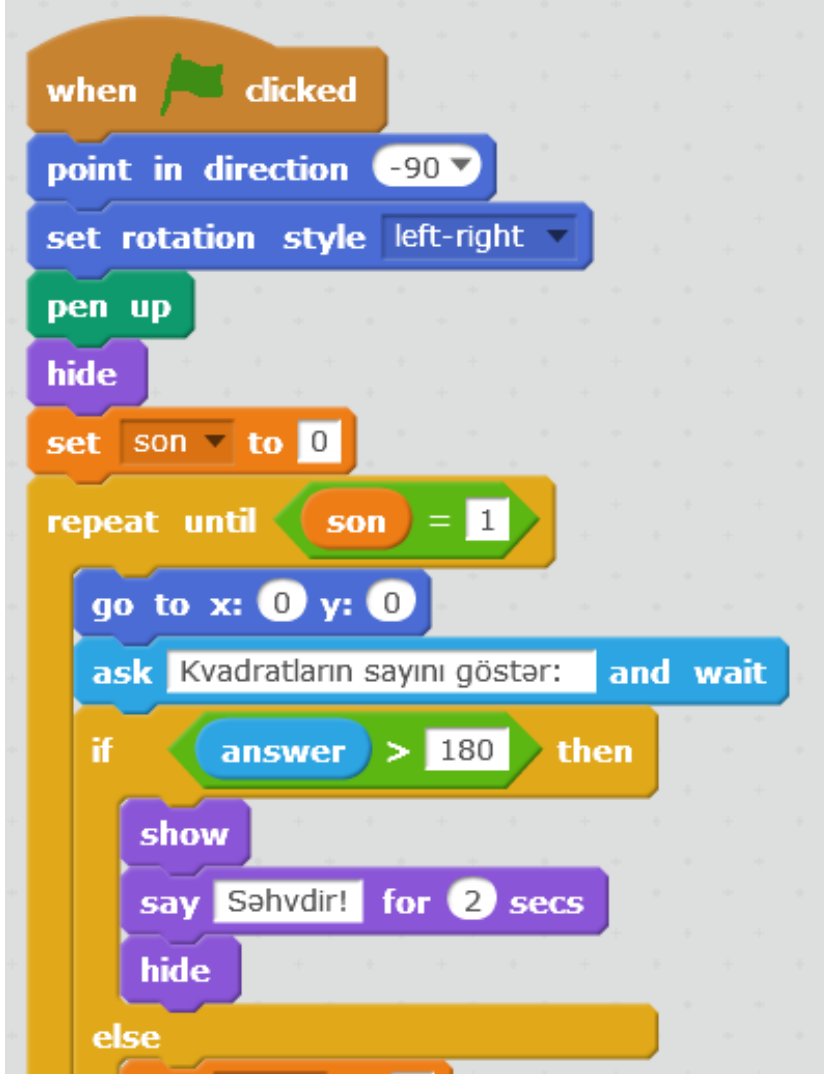 when clicked
point in direction -90
set rotation style left-right
pen up
hide
set son to 0
repeat until son = 1
go to x: 0 y: 0
ask Kvadratların sayını göstər: and wait
if answer > 180 then
show
say Səhvdir! for 2 secs
hide
else